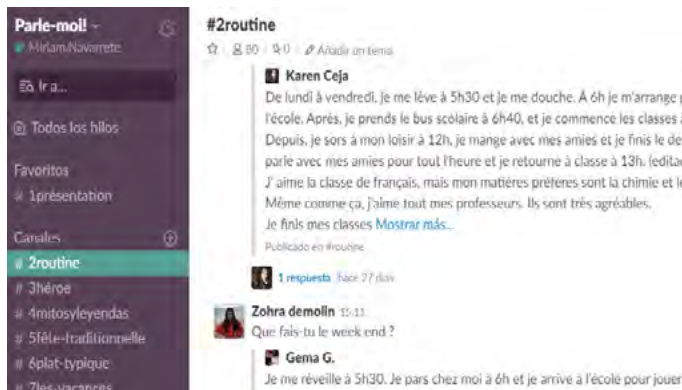 Parle-moi!
Miriam Navarrete
Ir a...
Todos los hilos
Favoritos
# 1présentation
Canales
# 2routine
# 3héroe
# 4mitosyleyendas
# 5fête-traditionnelle
# 6plat-typique
# 7les-vacances
#2routine
80 0 Añadir un tema
Karen Ceja
De lundi à vendredi, je me lève à 5h30 et je me douche. À 6h je m'arrange
l'école. Après, je prends le bus scolaire à 6h40, et je commence les classes
Depuis, je sors à mon loisir à 12h, je mange avec mes amies et je finis le de
parle avec mes amies pour tout l'heure et je retourne à classe à 13h. (edita
J' aime la classe de français, mais mon matières préfères sont la chimie et
Même comme ça, j'aime tout mes professeurs. Ils sont très agréables.
Je finis mes classes Mostrar más...
Publicado en #routine
1 respuesta hace 27 días
Zohra demolin 15:11
Que fais-tu le week end ?
Gema G.
Je me réveille à 5h30. Je pars chez moi à 6h et je arrive à l'école pour jouer